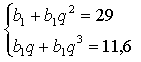 b₁ + b₁q² = 29
b₁q + b₁q³ = 11,6